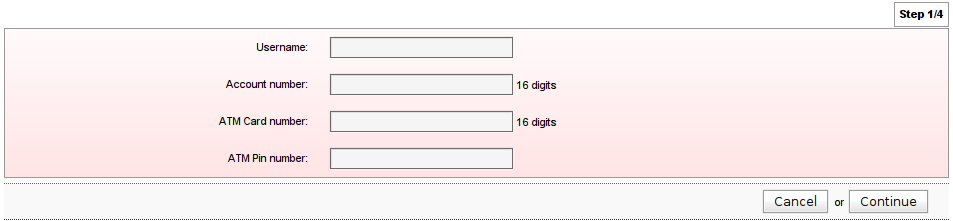 Step 1/4
Username:
Account number: 16 digits
ATM Card number: 16 digits
ATM Pin number:
Cancel or Continue